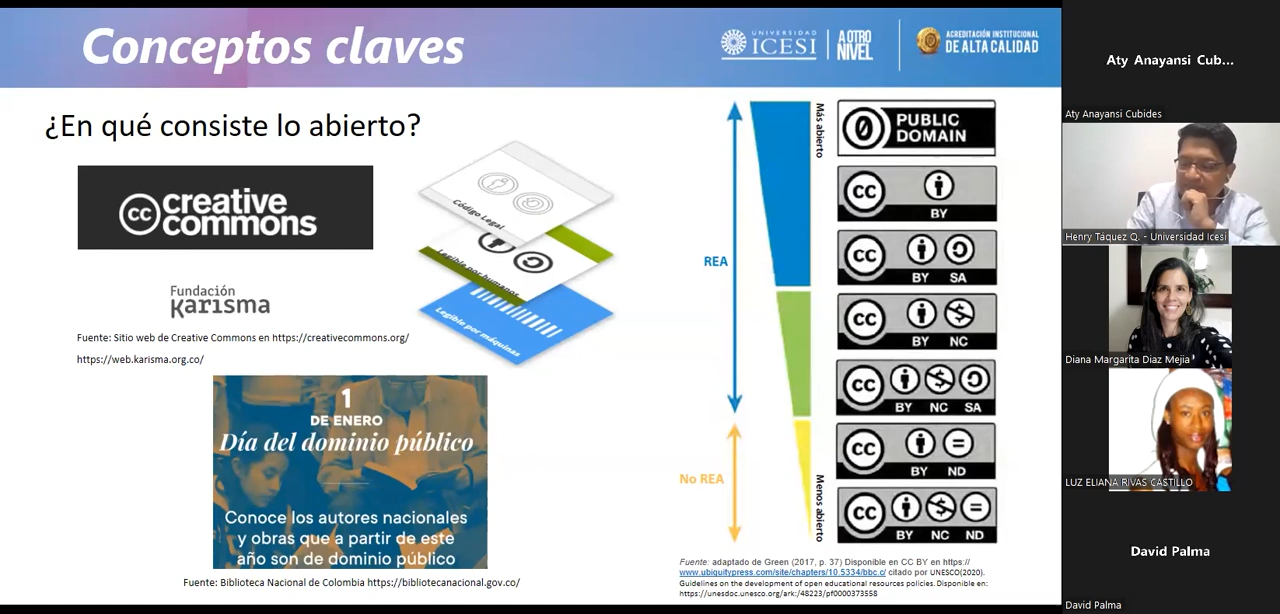 Conceptos claves
UNIVERSIDAD
ICESI
A OTRO
NIVEL
ACREDITACIÓN INSTITUCIONAL
DE ALTA CALIDAD
¿En qué consiste lo abierto?
cc creative
commons
Código Legal
Legible por humanos
Legible por máquinas
Fundación
Karisma
Fuente: Sitio web de Creative Commons en https://creativecommons.org/
https://web.karisma.org.co/
1
DE ENERO
Día del dominio público
Conoce los autores nacionales
y obras que a partir de este
año son de dominio público
Fuente: Biblioteca Nacional de Colombia https://bibliotecanacional.gov.co/
REA
No REA
Más abierto
Menos abierto
PUBLIC
DOMAIN
cc
BY
cc
BY SA
cc
BY NC
cc
BY NC SA
cc
BY ND
cc
BY NC ND
Fuente: adaptado de Green (2017, p. 37) Disponible en CC BY en https://
www.ubiquitypress.com/site/chapters/10.5334/bbc.c/ citado por UNESCO(2020).
Guidelines on the development of open educational resources policies. Disponible en:
https://unesdoc.unesco.org/ark:/48223/pf0000373558
Aty Anayansi Cub...
Aty Anayansi Cubides
Henry Táquez Q. - Universidad Icesi
Diana Margarita Diaz Mejia
LUZ ELIANA RIVAS CASTILLO
David Palma
David Palma